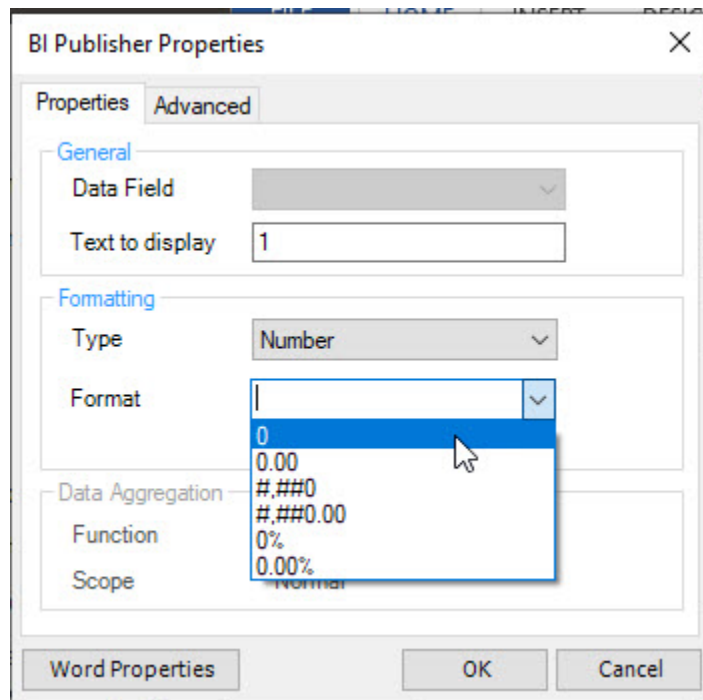 BI Publisher Properties
Properties Advanced
General
Data Field
Text to display 1
Formatting
Type Number
Format
0
0.00
#,##0
#,##0.00
0%
0.00%
Data Aggregation
Function
Scope Normal
Word Properties OK Cancel